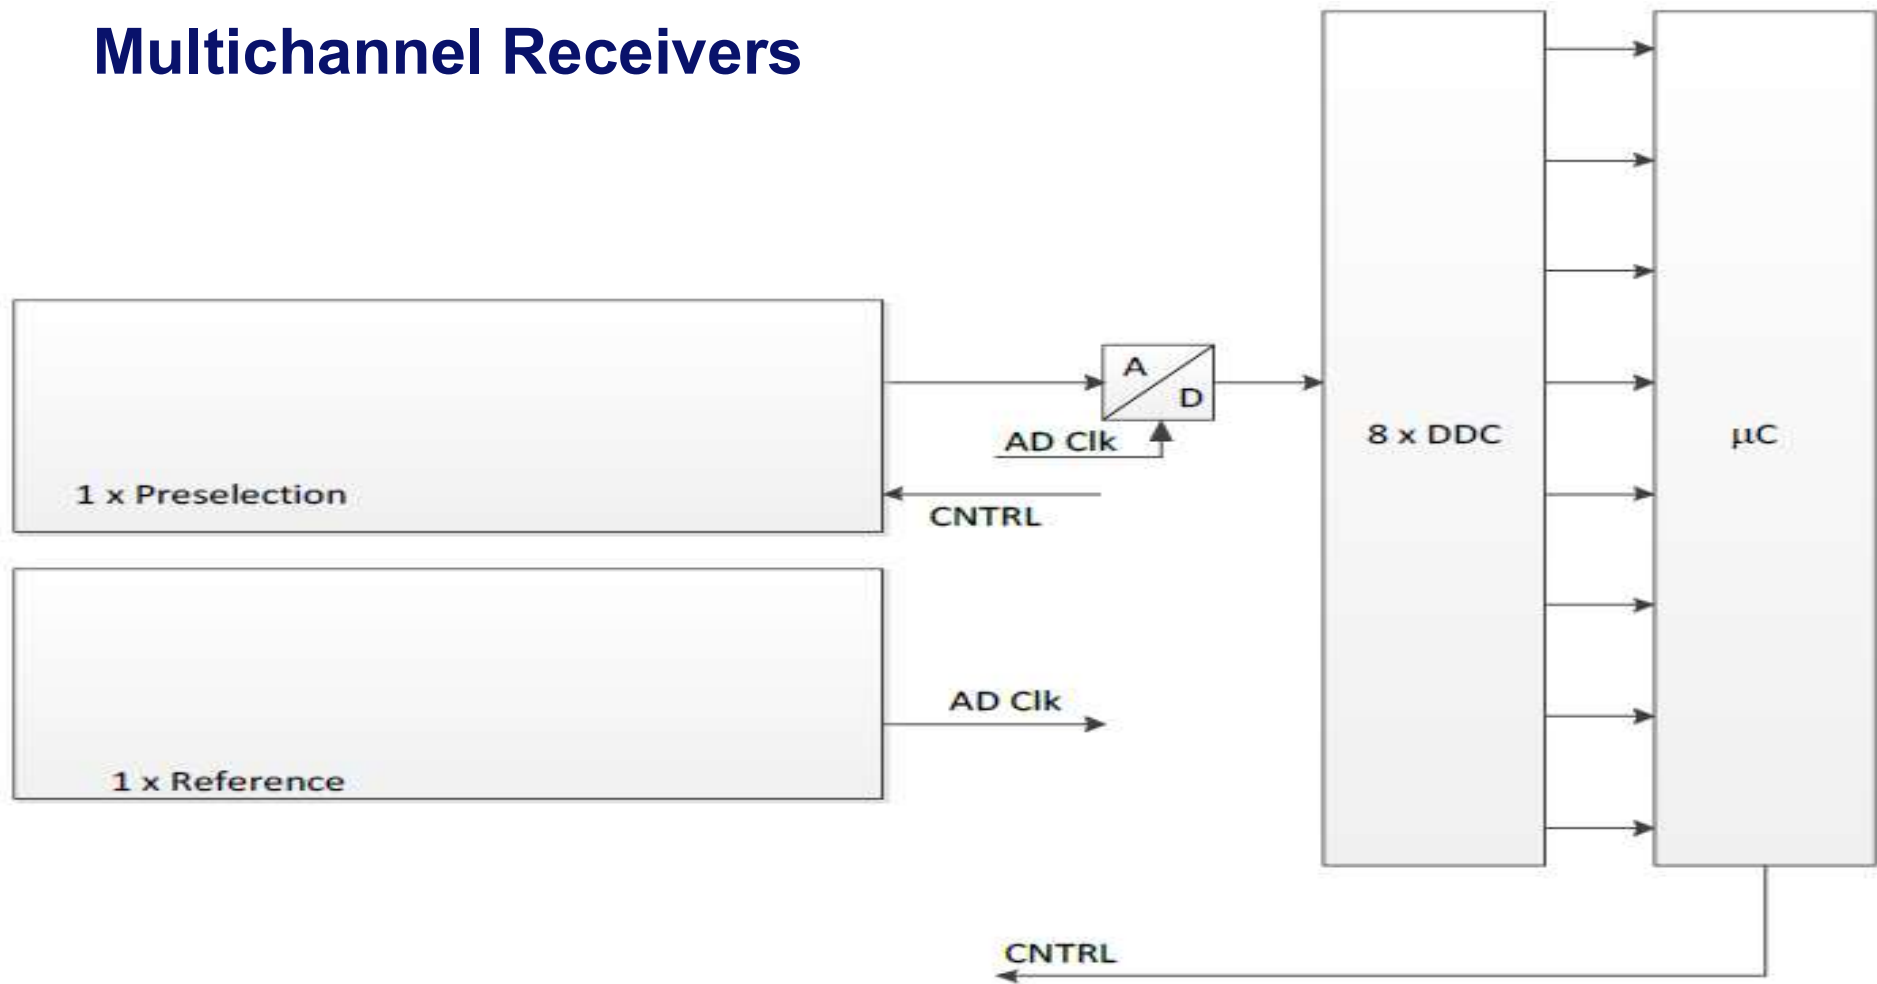 Multichannel Receivers
A
D
AD Clk
8 x DDC
μC
1 x Preselection
CNTRL
AD Clk
1 x Reference
CNTRL